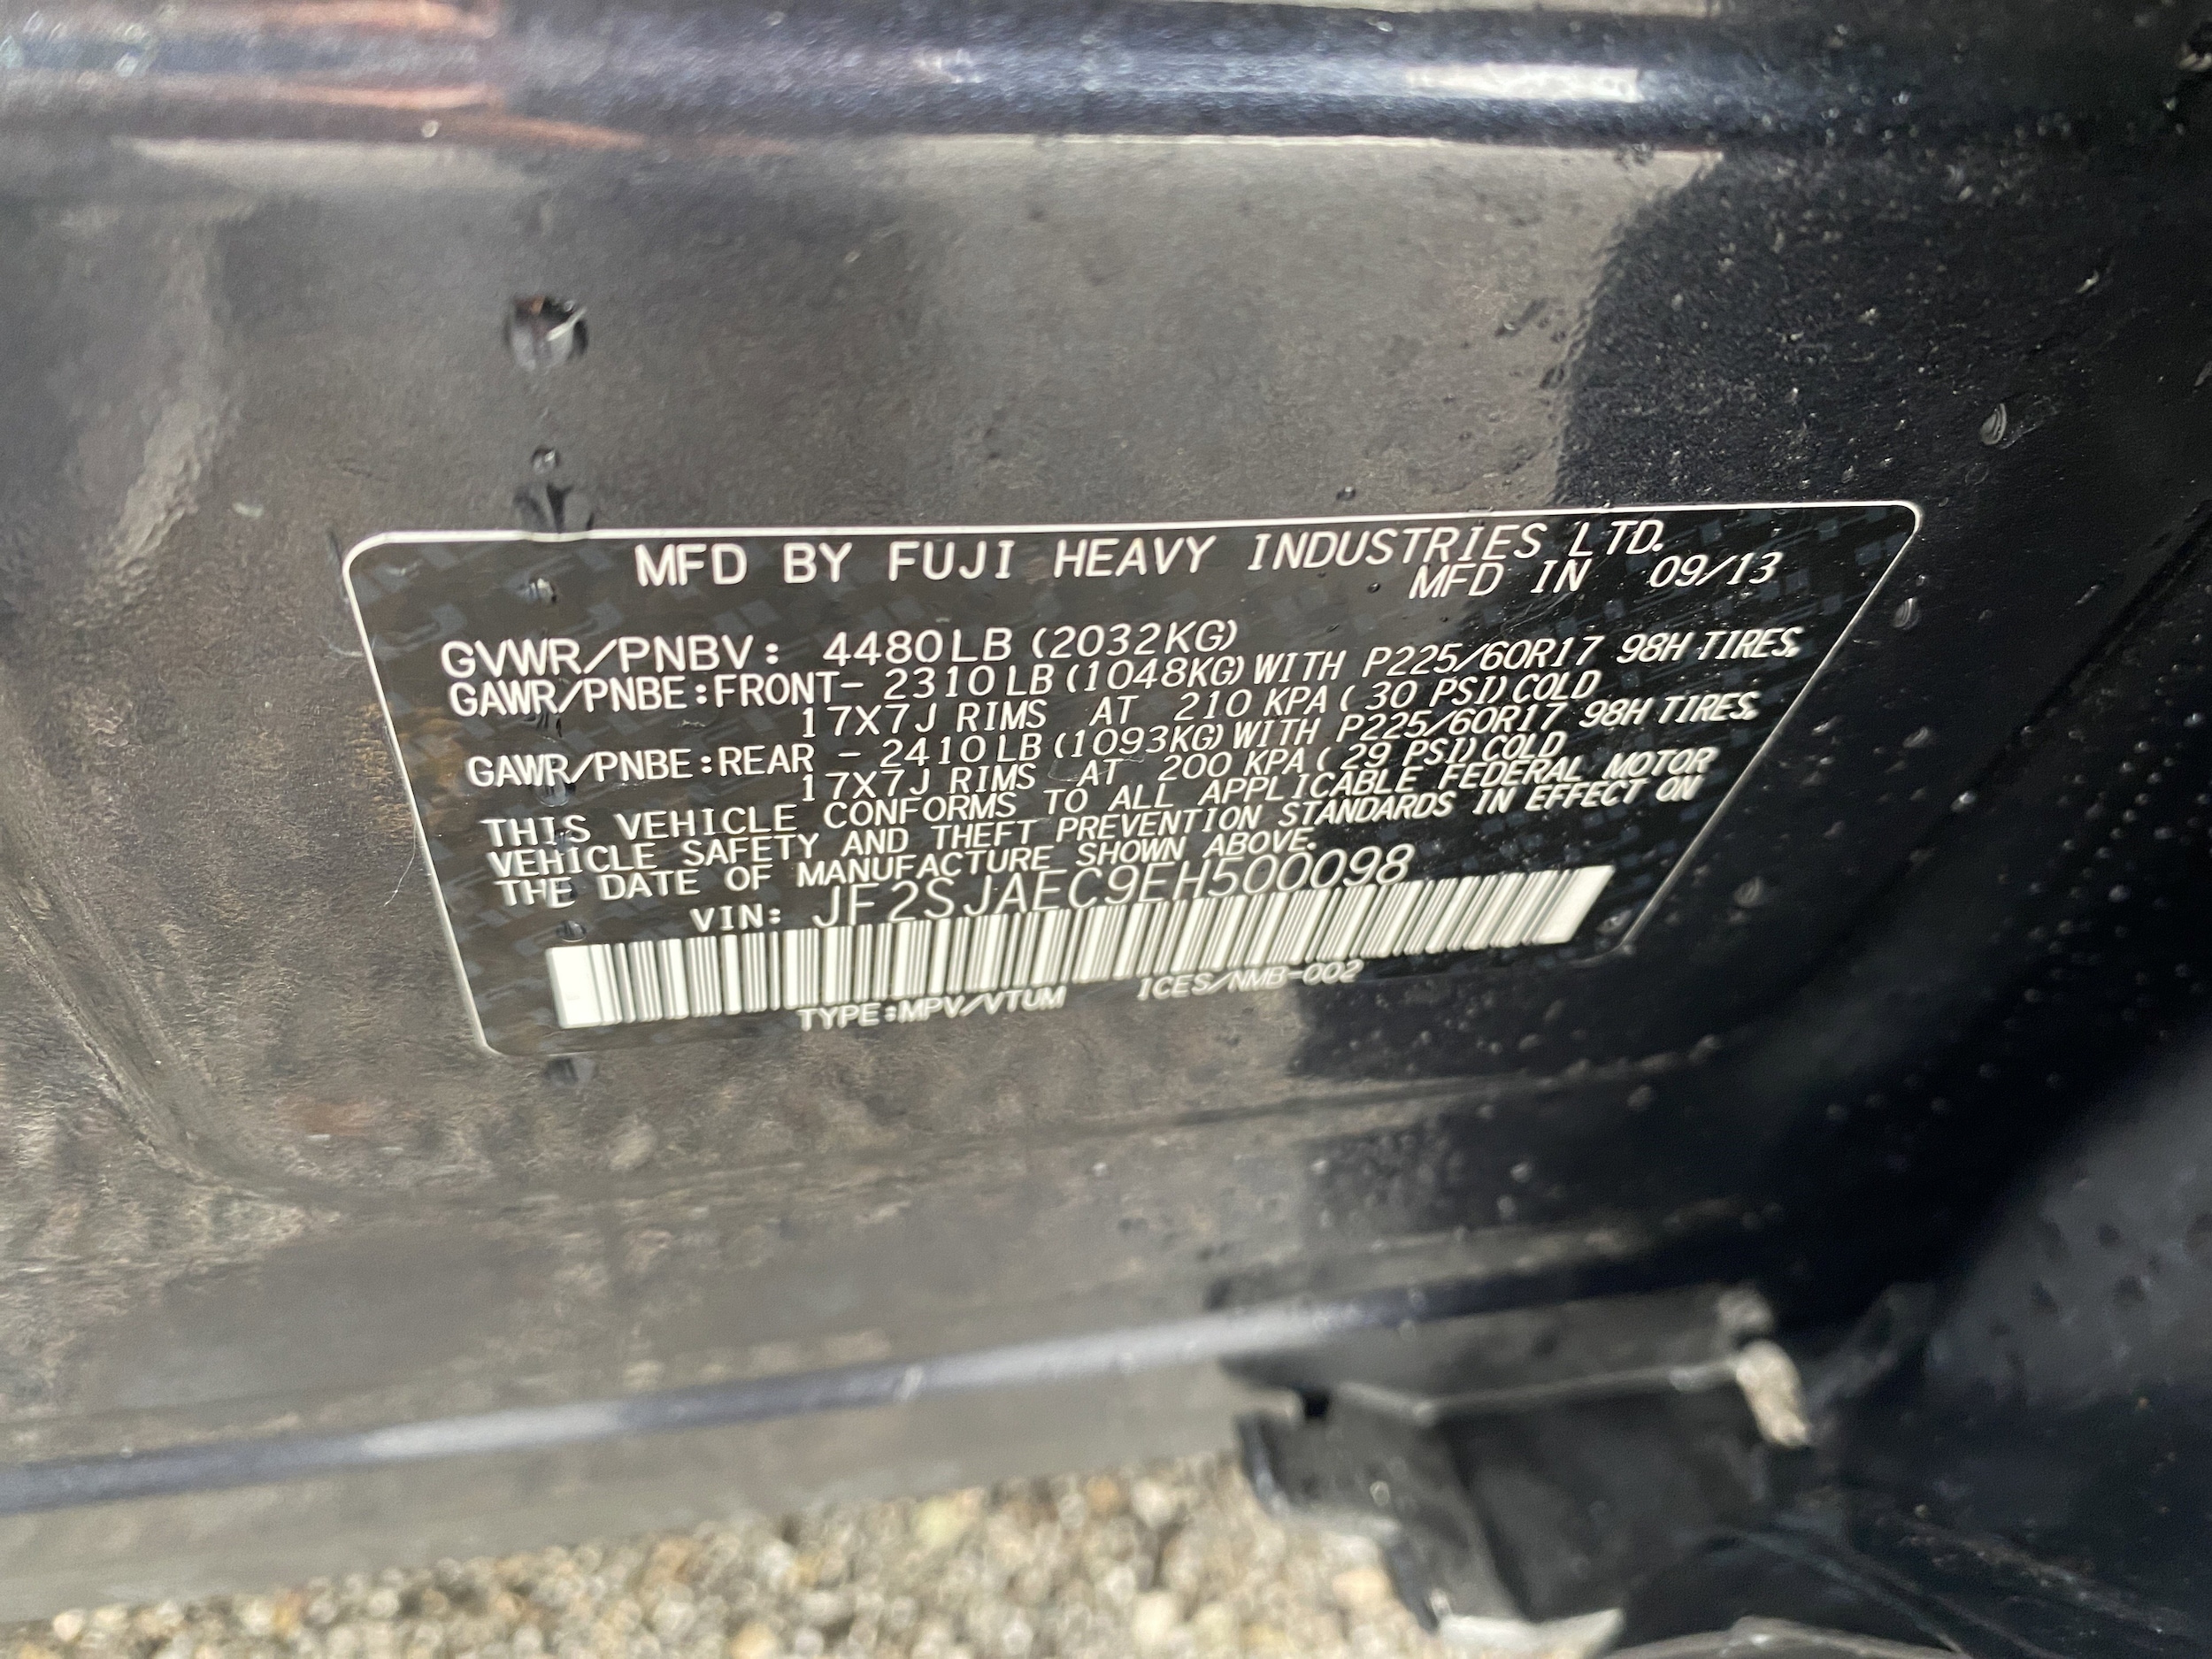 MFD BY FUJI HEAVY INDUSTRIES LTD.
MFD IN 09/13
GVWR/PNBV: 4480LB (2032KG)
GAWR/PNBE:FRONT- 2310LB (1048KG) WITH P225/60R17 98H TIRES,
17X7J RIMS AT 210 KPA ( 30 PSI) COLD
GAWR/PNBE:REAR - 2410LB (1093KG) WITH P225/60R17 98H TIRES,
17X7J RIMS AT 200 KPA ( 29 PSI) COLD
THIS VEHICLE CONFORMS TO ALL APPLICABLE FEDERAL MOTOR
VEHICLE SAFETY AND THEFT PREVENTION STANDARDS IN EFFECT ON
THE DATE OF MANUFACTURE SHOWN ABOVE.
VIN: JF2SJAEC9EH500098
TYPE:MPV/VTUM ICES/NMB-002